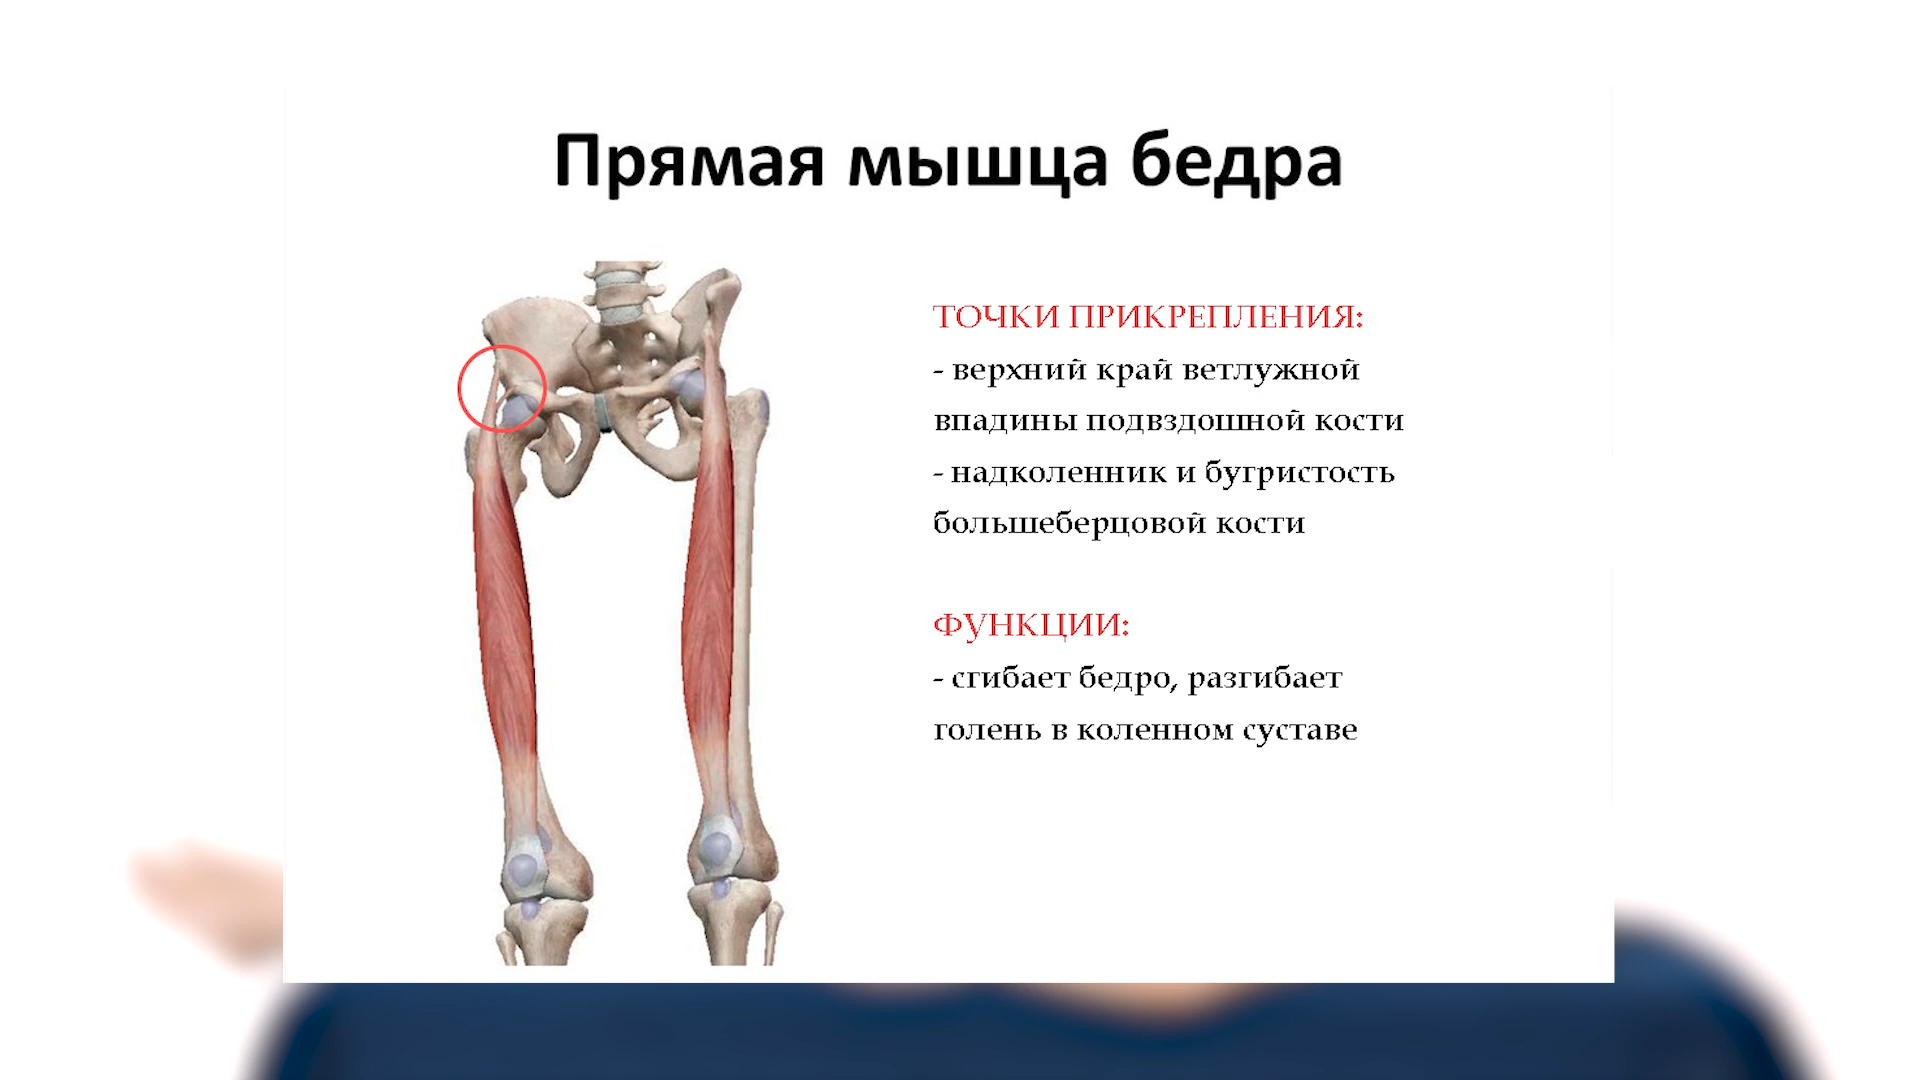 Прямая мышца бедра
ТОЧКИ ПРИКРЕПЛЕНИЯ:
- верхний край ветлужной
впадины подвздошной кости
- надколенник и бугристость
большеберцовой кости
ФУНКЦИИ:
- сгибает бедро, разгибает
голень в коленном суставе